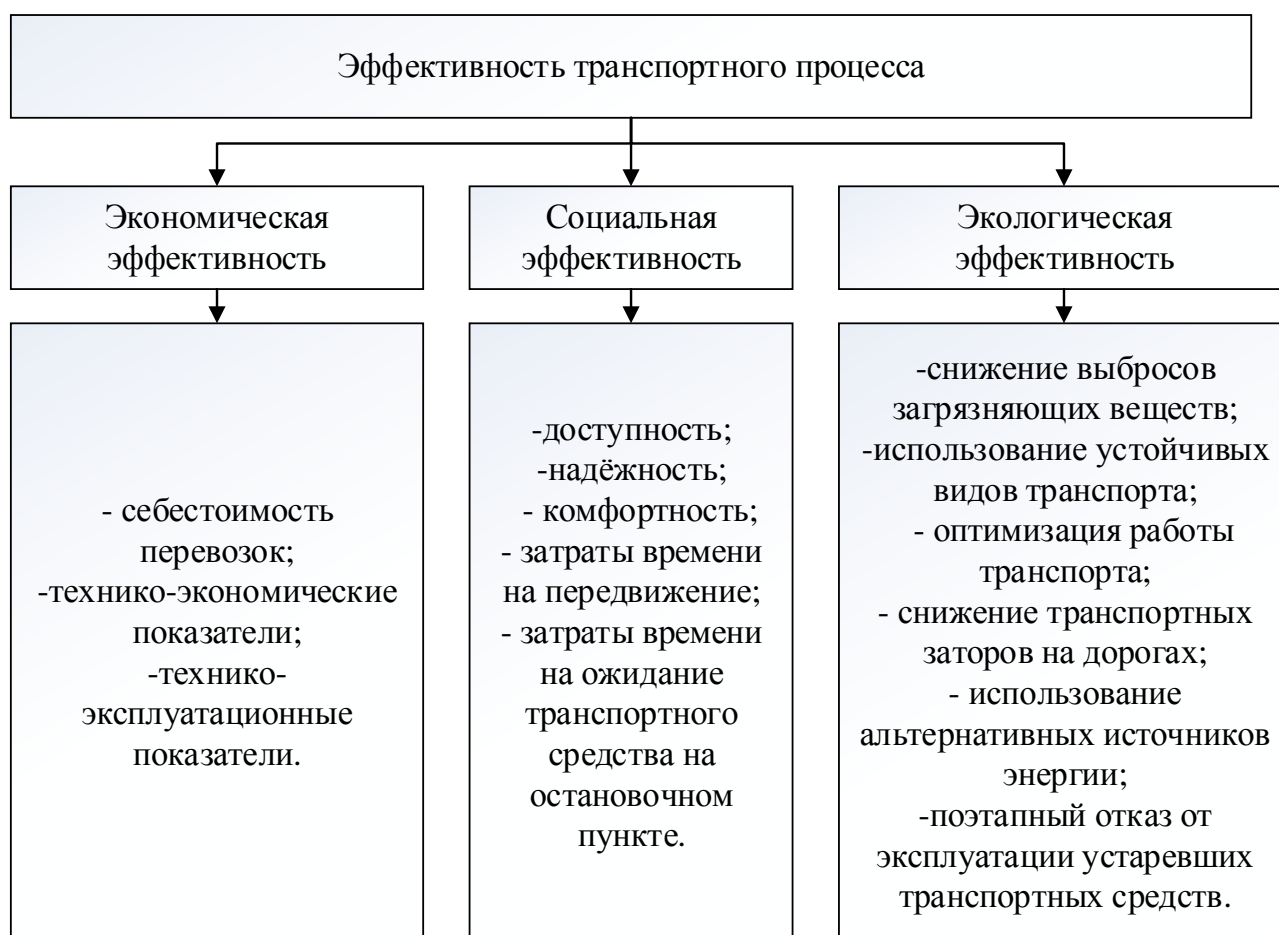 Эффективность транспортного процесса
Экономическая
эффективность
Социальная
эффективность
Экологическая
эффективность
- себестоимость
перевозок;
-технико-экономические
показатели;
-технико-
эксплуатационные
показатели.
-доступность;
-надёжность;
- комфортность;
- затраты времени
на передвижение;
- затраты времени
на ожидание
транспортного
средства на
остановочном
пункте.
-снижение выбросов
загрязняющих веществ;
-использование устойчивых
видов транспорта;
- оптимизация работы
транспорта;
- снижение транспортных
заторов на дорогах;
- использование
альтернативных источников
энергии;
-поэтапный отказ от
эксплуатации устаревших
транспортных средств.